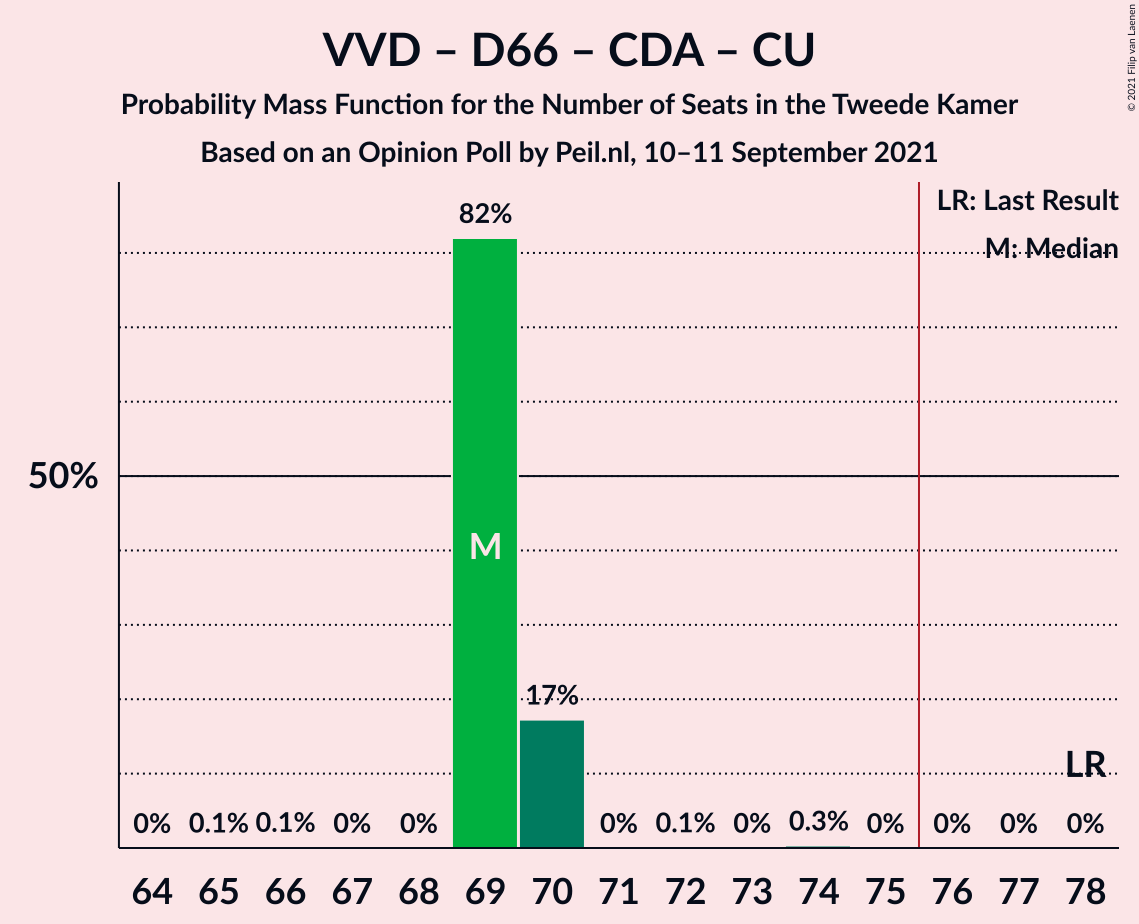 VVD – D66 – CDA – CU
Probability Mass Function for the Number of Seats in the Tweede Kamer
Based on an Opinion Poll by Peil.nl, 10–11 September 2021
© 2021 Filip van Laenen
LR: Last Result
M: Median
82%
50%
M
17%
LR
0% 0.1% 0.1% 0% 0% 0% 0.1% 0% 0.3% 0% 0% 0% 0%
64 65 66 67 68 69 70 71 72 73 74 75 76 77 78